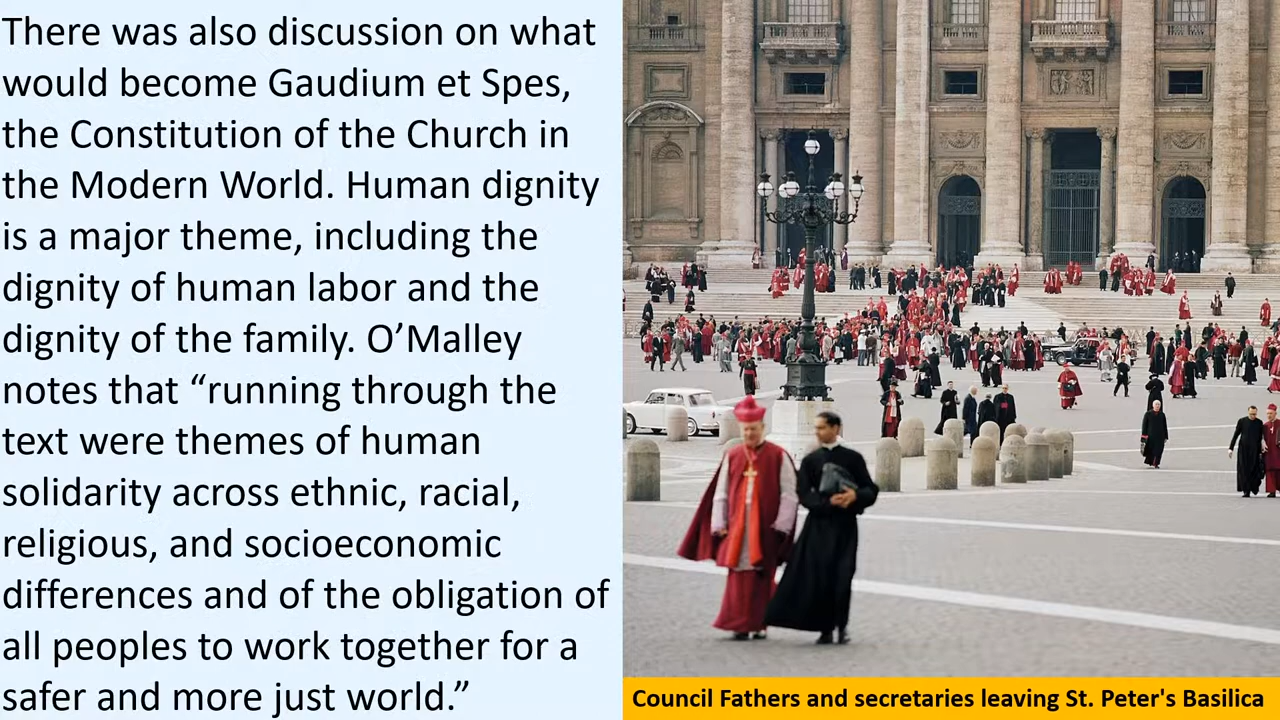 There was also discussion on what
would become Gaudium et Spes,
the Constitution of the Church in
the Modern World. Human dignity
is a major theme, including the
dignity of human labor and the
dignity of the family. O’Malley
notes that “running through the
text were themes of human
solidarity across ethnic, racial,
religious, and socioeconomic
differences and of the obligation of
all peoples to work together for a
safer and more just world.”
Council Fathers and secretaries leaving St. Peter's Basilica